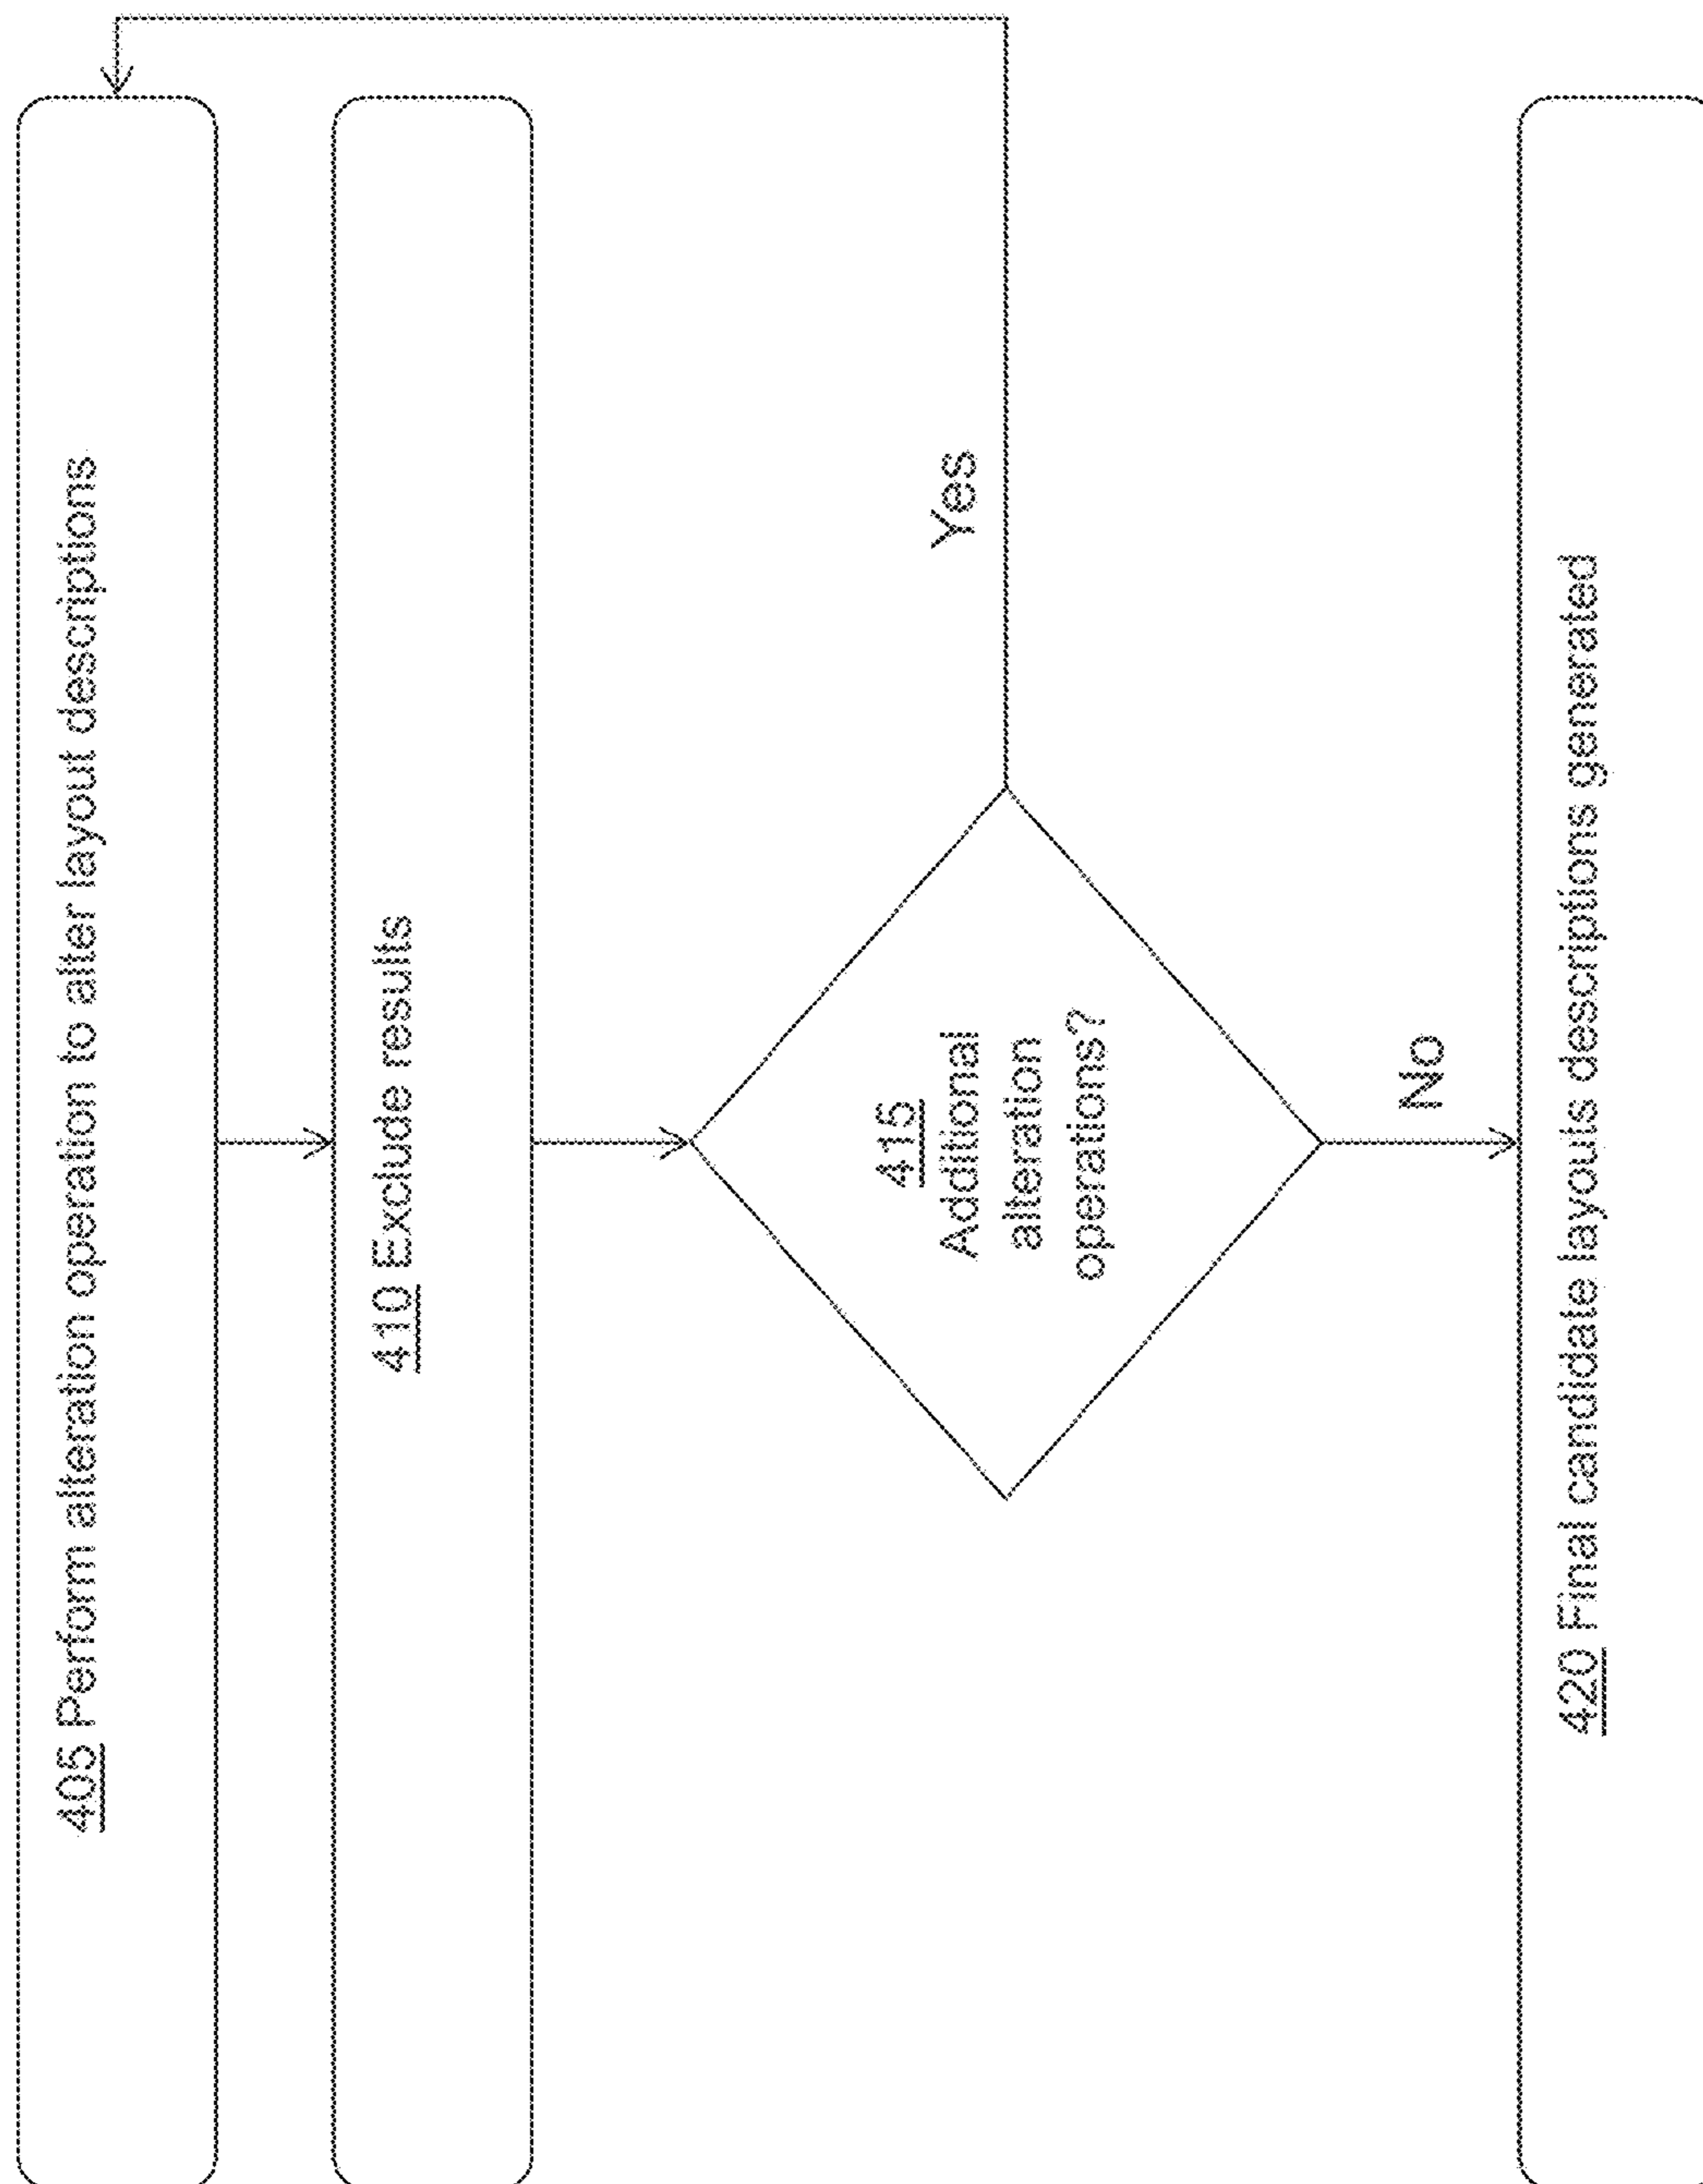 405 Perform alteration operation to alter layout descriptions
410 Exclude results
415
Additional
alteration
operations?
Yes
No
420 Final candidate layouts descriptions generated